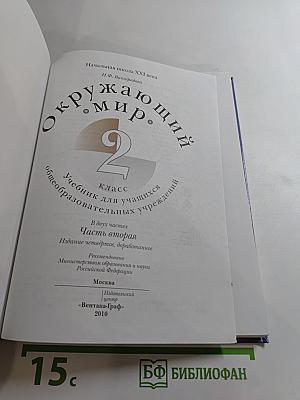 Начальная школа XXI века
Н.Ф. Виноградова
Окружающий
мир
2
класс
Учебник для учащихся
общеобразовательных учреждений
В двух частях
Часть вторая
Издание четвёртое, доработанное
Рекомендовано
Министерством образования и науки
Российской Федерации
Москва
Издательский
центр
«Вентана-Граф»
2010
15 с
БФ БИБЛИОФАН